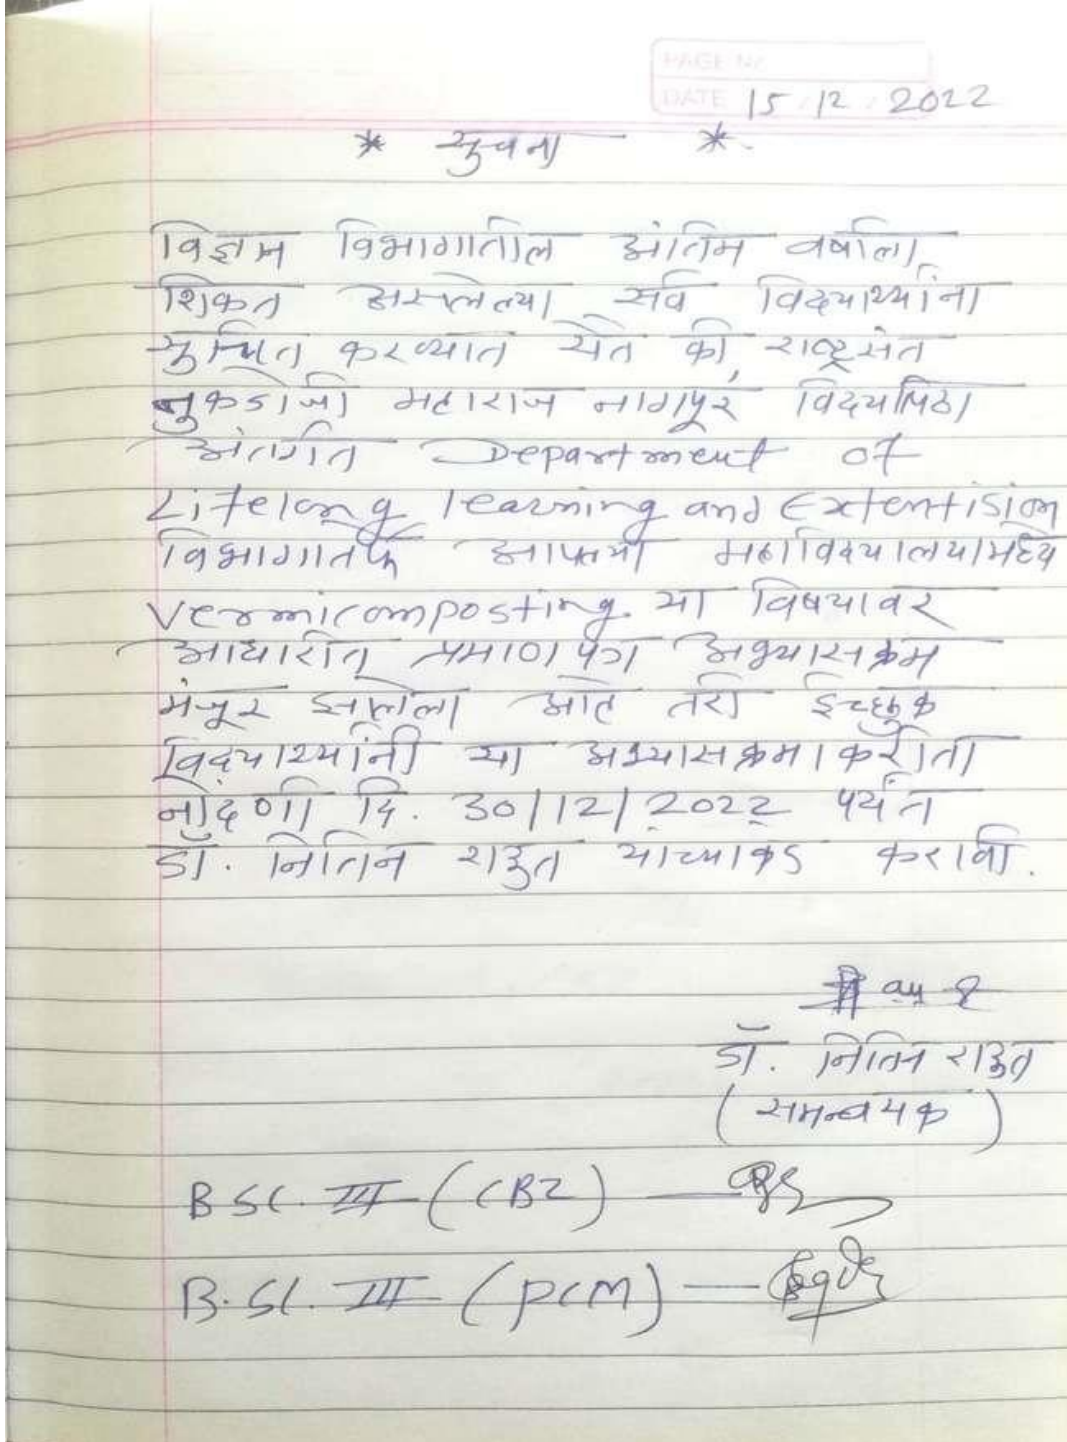 PAGE No.
DATE 15/12/2022
* सुचना *
विज्ञान विभागातील अंतिम वर्षाला
शिकत असलेल्या सर्व विद्यार्थ्यांना
सुचित करण्यात येते की, राष्ट्रसंत
तुकडोजी महाराज नागपूर विद्यापिठा
अंतर्गत Department of
Lifelong learning and Extentision
विभागातर्फे आपल्या महाविद्यालयामध्ये
Vermicomposting या विषयावर
आधारीत प्रमाणपत्र अभ्यासक्रम
मंजूर झालेला आहे तरी इच्छुक
विद्यार्थ्यांनी या अभ्यासक्रमाकरीता
नोंदणी दि. 30/12/2022 पर्यंत
डॉ. नितिन राऊत यांच्याकडे करावी.
डॉ. नितिन राऊत
(समन्वयक)
BSc. III (CBZ) —
B.Sc. III (PCM) —